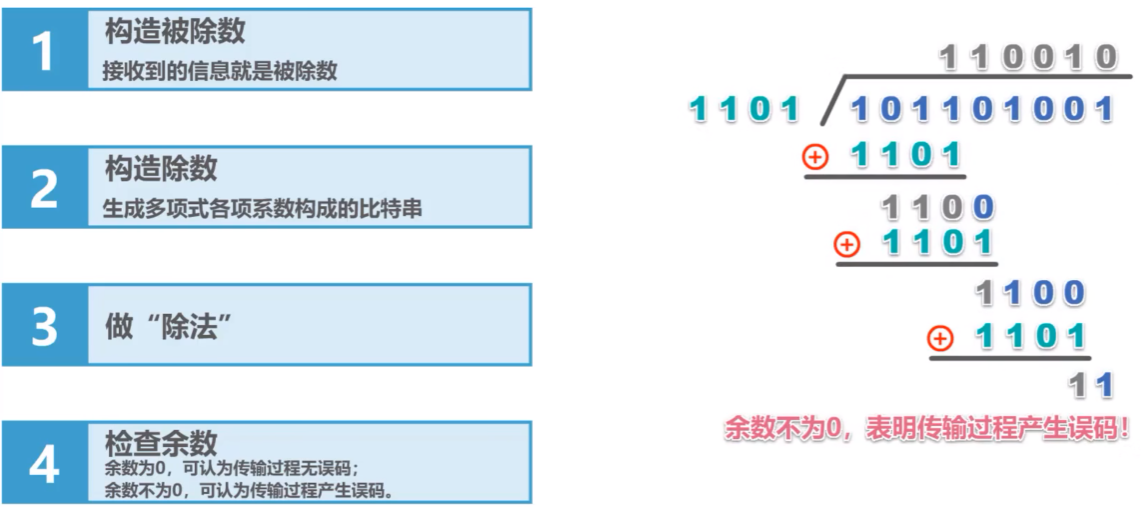 1
构造被除数
接收到的信息就是被除数
2
构造除数
生成多项式各项系数构成的比特串
3
做“除法”
4
检查余数
余数为0，可认为传输过程无误码；
余数不为0，可认为传输过程产生误码。
110010
1101 101101001
1101
1100
1101
1100
1101
11
余数不为0，表明传输过程产生误码！